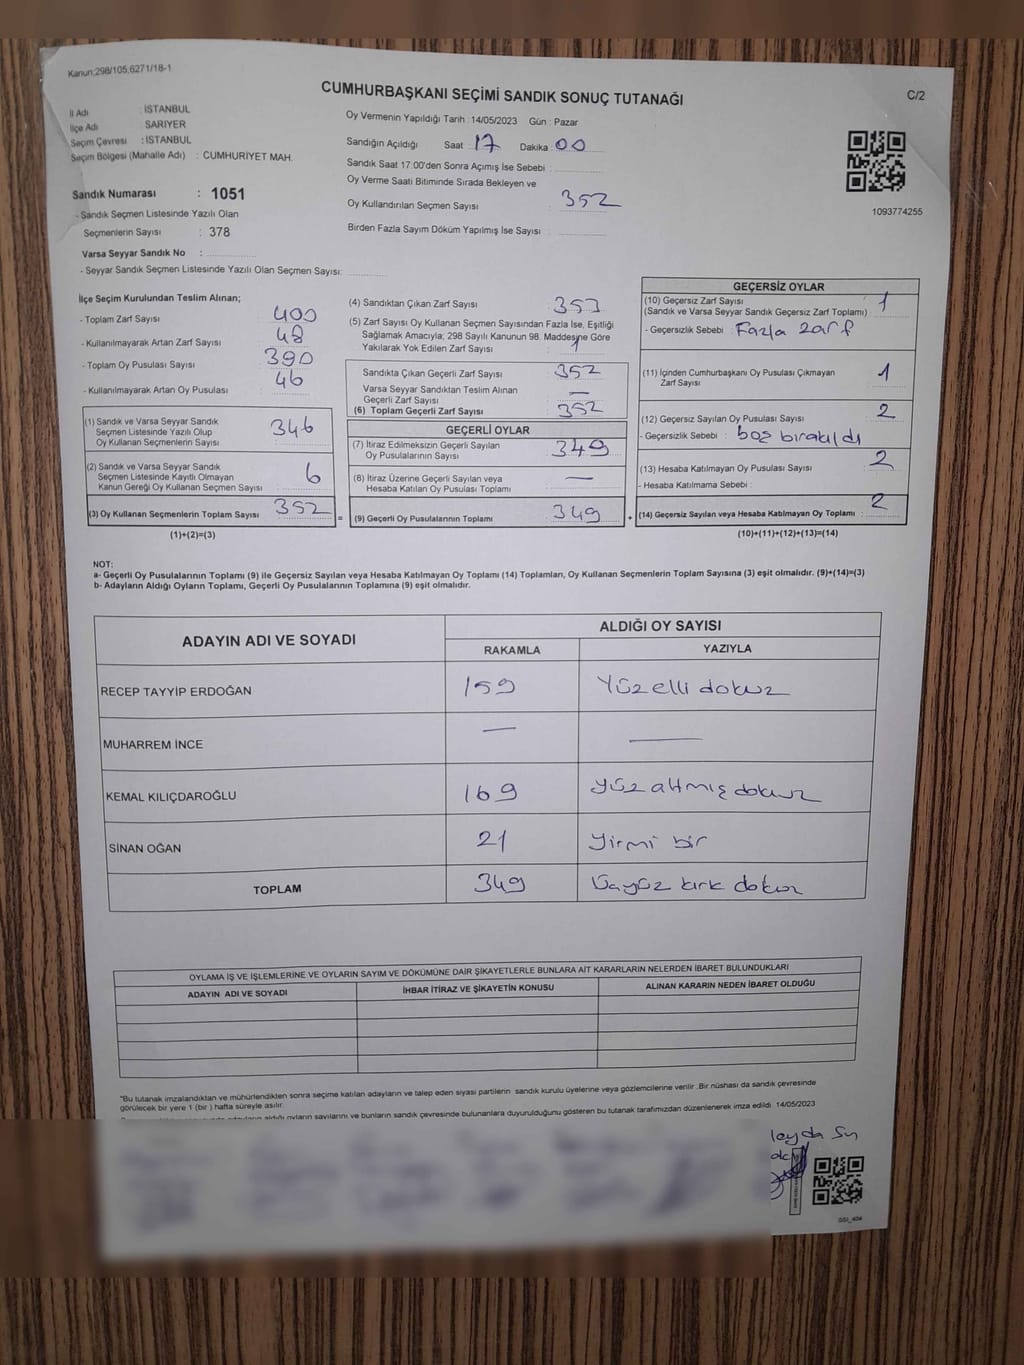 Kanun;298/105,6271/18-1
CUMHURBAŞKANI SEÇİMİ SANDIK SONUÇ TUTANAĞI
C/2
İl Adı : İSTANBUL
İlçe Adı SARIYER
Seçim Çevresi : İSTANBUL
Seçim Bölgesi (Mahalle Adı) : CUMHURİYET MAH.
Sandık Numarası : 1051
- Sandık Seçmen Listesinde Yazılı Olan
Seçmenlerin Sayısı : 378
Varsa Seyyar Sandık No :
- Seyyar Sandık Seçmen Listesinde Yazılı Olan Seçmen Sayısı:
Oy Vermenin Yapıldığı Tarih :14/05/2023 Gün : Pazar
Sandığın Açıldığı Saat 17 Dakika 00
Sandık Saat 17:00'den Sonra Açımış İse Sebebi :
Oy Verme Saati Bitiminde Sırada Bekleyen ve
Oy Kullandırılan Seçmen Sayısı : 352
Birden Fazla Sayım Döküm Yapılmış İse Sayısı :
1093774255
İlçe Seçim Kurulundan Teslim Alınan;
- Toplam Zarf Sayısı 400
- Kullanılmayarak Artan Zarf Sayısı 48
- Toplam Oy Pusulası Sayısı 390
- Kullanılmayarak Artan Oy Pusulası 46
(1) Sandık ve Varsa Seyyar Sandık
Seçmen Listesinde Yazılı Olup
Oy Kullanan Seçmenlerin Sayısı 346
(2) Sandık ve Varsa Seyyar Sandık
Seçmen Listesinde Kayıtlı Olmayan
Kanun Gereği Oy Kullanan Seçmen Sayısı 6
(3) Oy Kullanan Seçmenlerin Toplam Sayısı 352
(1)+(2)=(3)
(4) Sandıktan Çıkan Zarf Sayısı 353
(5) Zarf Sayısı Oy Kullanan Seçmen Sayısından Fazla İse, Eşitliği
Sağlamak Amacıyla; 298 Sayılı Kanunun 98. Maddesine Göre
Yakılarak Yok Edilen Zarf Sayısı 1
Sandıkta Çıkan Geçerli Zarf Sayısı 352
Varsa Seyyar Sandıktan Teslim Alınan
Geçerli Zarf Sayısı —
(6) Toplam Geçerli Zarf Sayısı 352
GEÇERLİ OYLAR
(7) İtiraz Edilmeksizin Geçerli Sayılan
Oy Pusulalarının Sayısı 349
(8) İtiraz Üzerine Geçerli Sayılan veya
Hesaba Katılan Oy Pusulası Toplamı —
= (9) Geçerli Oy Pusulalarının Toplamı 349 +
GEÇERSİZ OYLAR
(10) Geçersiz Zarf Sayısı
(Sandık ve Varsa Seyyar Sandık Geçersiz Zarf Toplamı) 1
- Geçersizlik Sebebi : Fazla zarf
(11) İçinden Cumhurbaşkanı Oy Pusulası Çıkmayan
Zarf Sayısı 1
(12) Geçersiz Sayılan Oy Pusulası Sayısı 2
- Geçersizlik Sebebi : boş bırakıldı
(13) Hesaba Katılmayan Oy Pusulası Sayısı 2
- Hesaba Katılmama Sebebi :
(14) Geçersiz Sayılan veya Hesaba Katılmayan Oy Toplamı : 2
(10)+(11)+(12)+(13)=(14)
NOT:
a- Geçerli Oy Pusulalarının Toplamı (9) ile Geçersiz Sayılan veya Hesaba Katılmayan Oy Toplamı (14) Toplamları, Oy Kullanan Seçmenlerin Toplam Sayısına (3) eşit olmalıdır. (9)+(14)=(3)
b- Adayların Aldığı Oyların Toplamı, Geçerli Oy Pusulalarının Toplamına (9) eşit olmalıdır.
ADAYIN ADI VE SOYADI
ALDIĞI OY SAYISI
RAKAMLA YAZIYLA
RECEP TAYYİP ERDOĞAN 159 Yüz elli dokuz
MUHARREM İNCE — —
KEMAL KILIÇDAROĞLU 169 yüz altmış dokuz
SİNAN OĞAN 21 yirmi bir
TOPLAM 349 Üçyüz kırk dokuz
OYLAMA İŞ VE İŞLEMLERİNE VE OYLARIN SAYIM VE DÖKÜMÜNE DAİR ŞİKAYETLERLE BUNLARA AİT KARARLARIN NELERDEN İBARET BULUNDUKLARI
ADAYIN ADI VE SOYADI İHBAR İTİRAZ VE ŞİKAYETİN KONUSU ALINAN KARARIN NEDEN İBARET OLDUĞU
"Bu tutanak imzalandıktan ve mühürlendikten sonra seçime katılan adayların ve talep eden siyasi partilerin sandık kurulu üyelerine veya gözlemcilerine verilir .Bir nüshası da sandık çevresinde
görülecek bir yere 1 (bir ) hafta süreyle asılır.
adayların aldığı oyların sayılarını ve bunların sandık çevresinde bulunanlara duyurulduğunu gösteren bu tutanak tarafımızdan düzenlenerek imza edildi. 14/05/2023